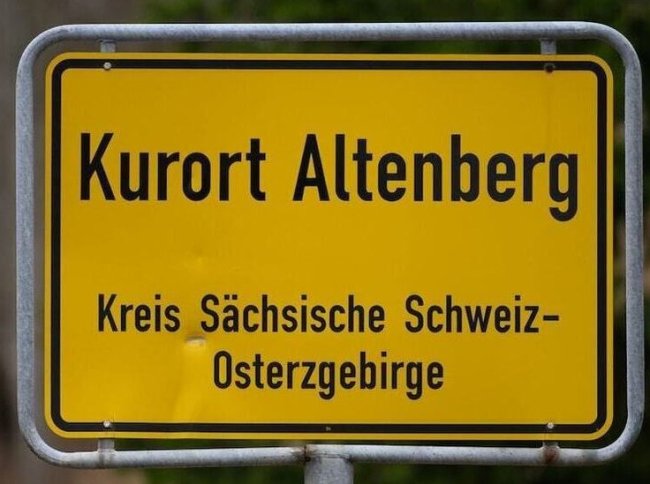 Kurort Altenberg
Kreis Sächsische Schweiz-
Osterzgebirge